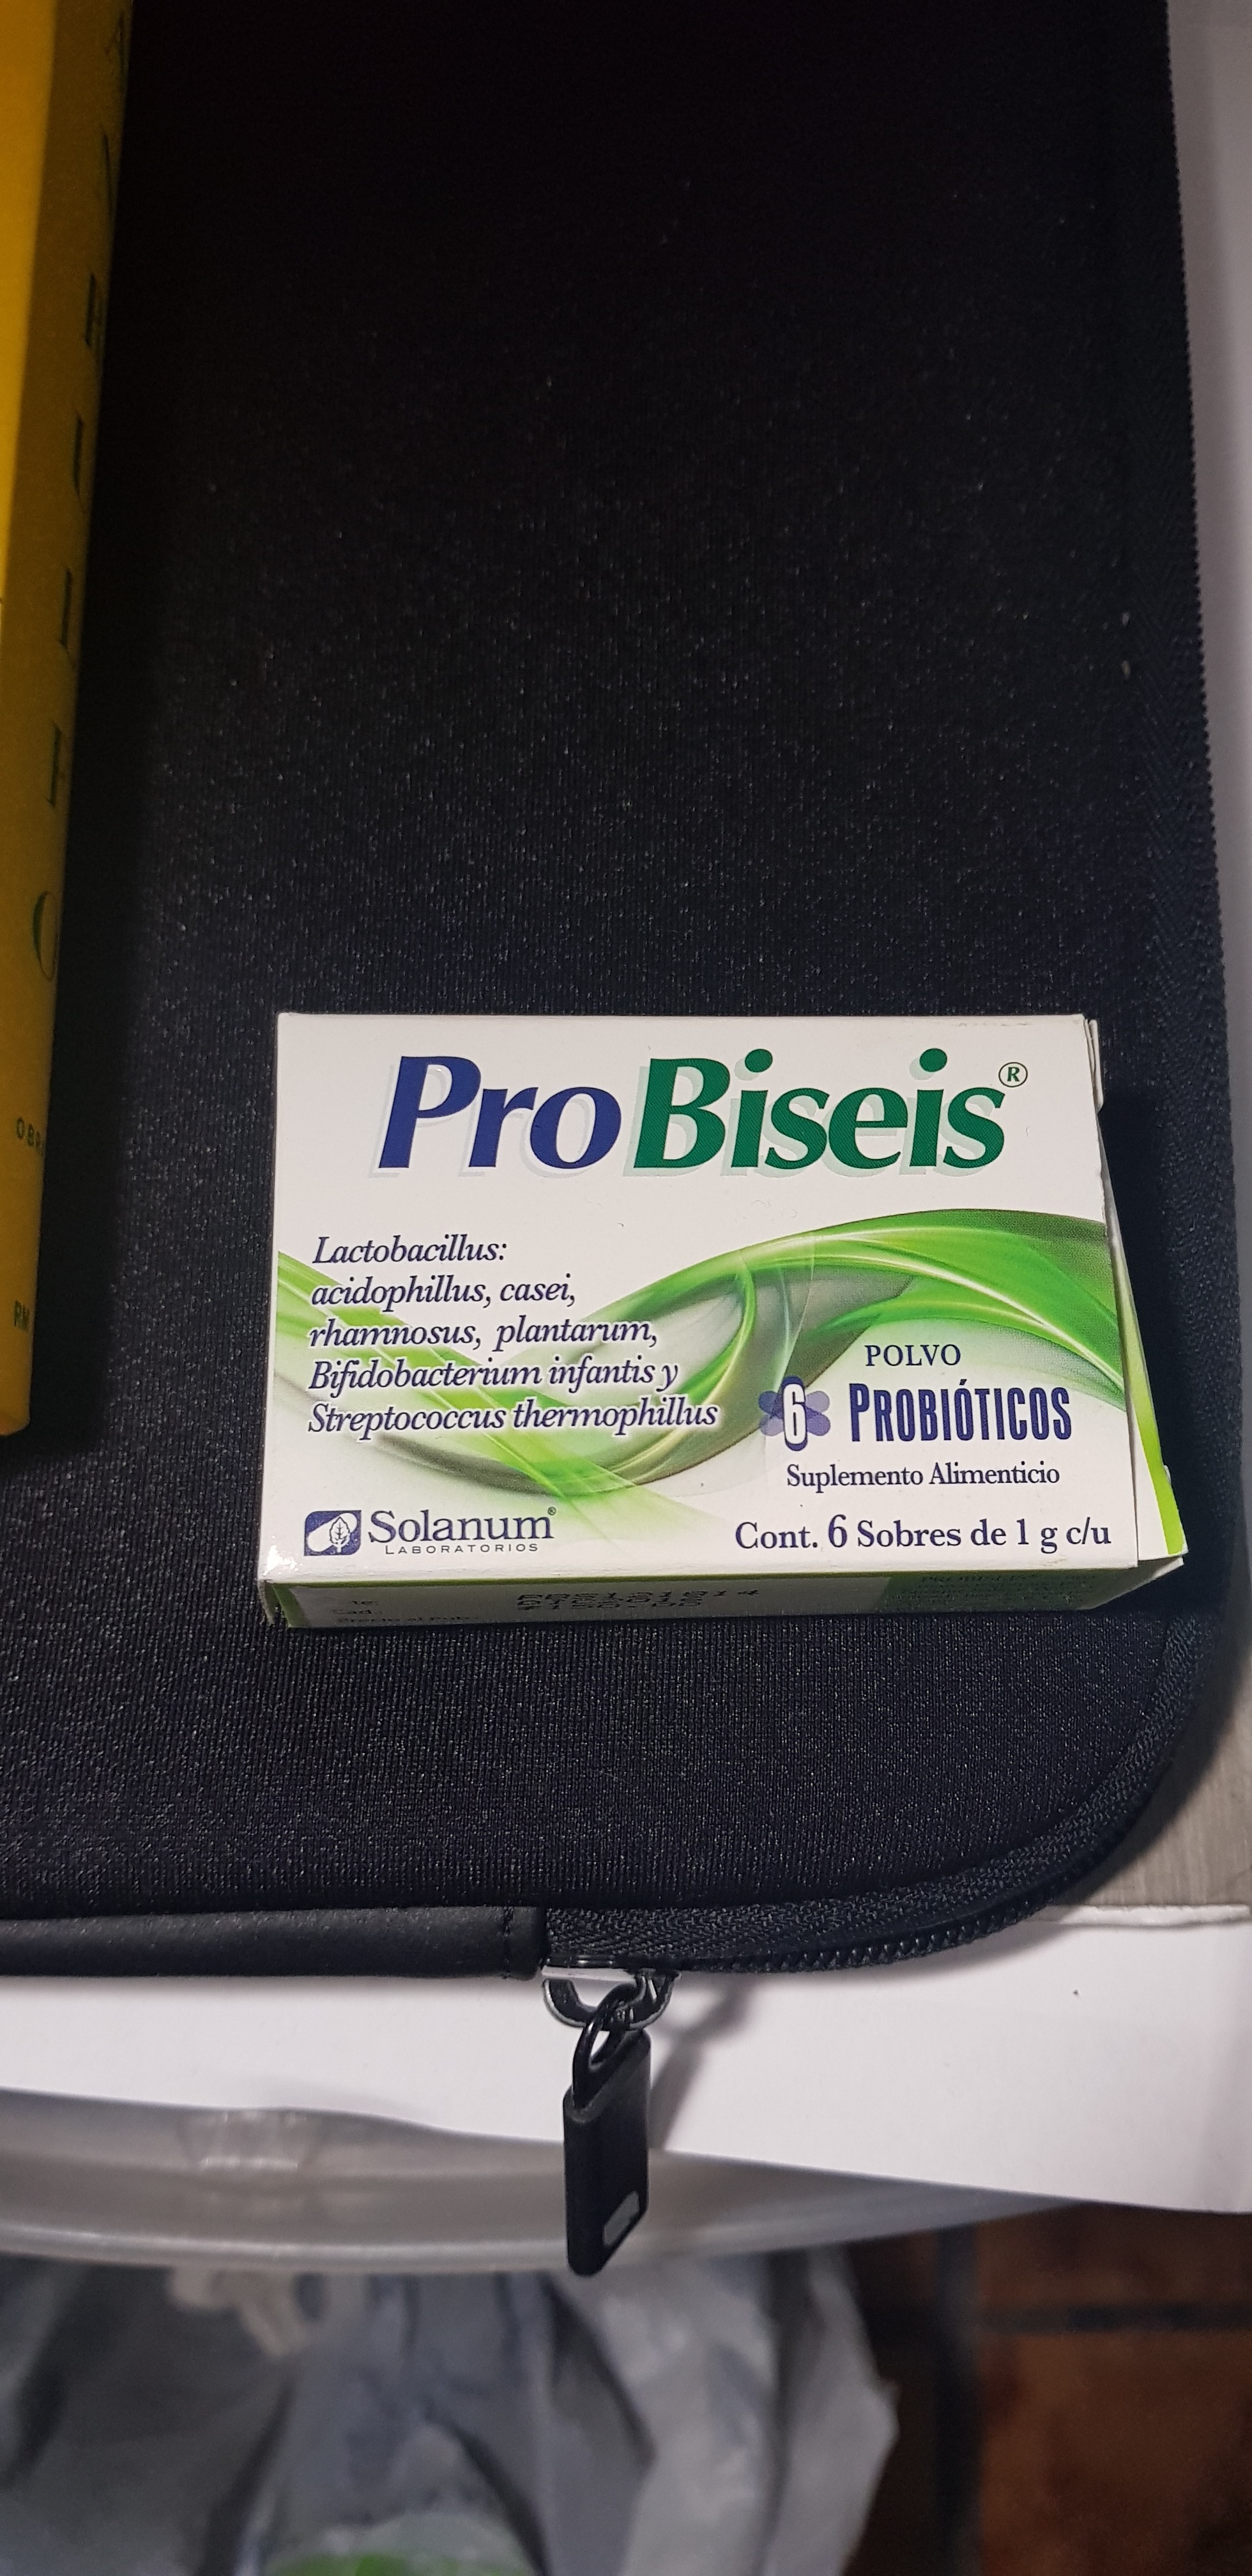 ProBiseis®
Lactobacillus:
acidophillus, casei,
rhamnosus, plantarum,
Bifidobacterium infantis y
Streptococcus thermophillus
POLVO
6 PROBIÓTICOS
Suplemento Alimenticio
Solanum®
LABORATORIOS
Cont. 6 Sobres de 1 g c/u